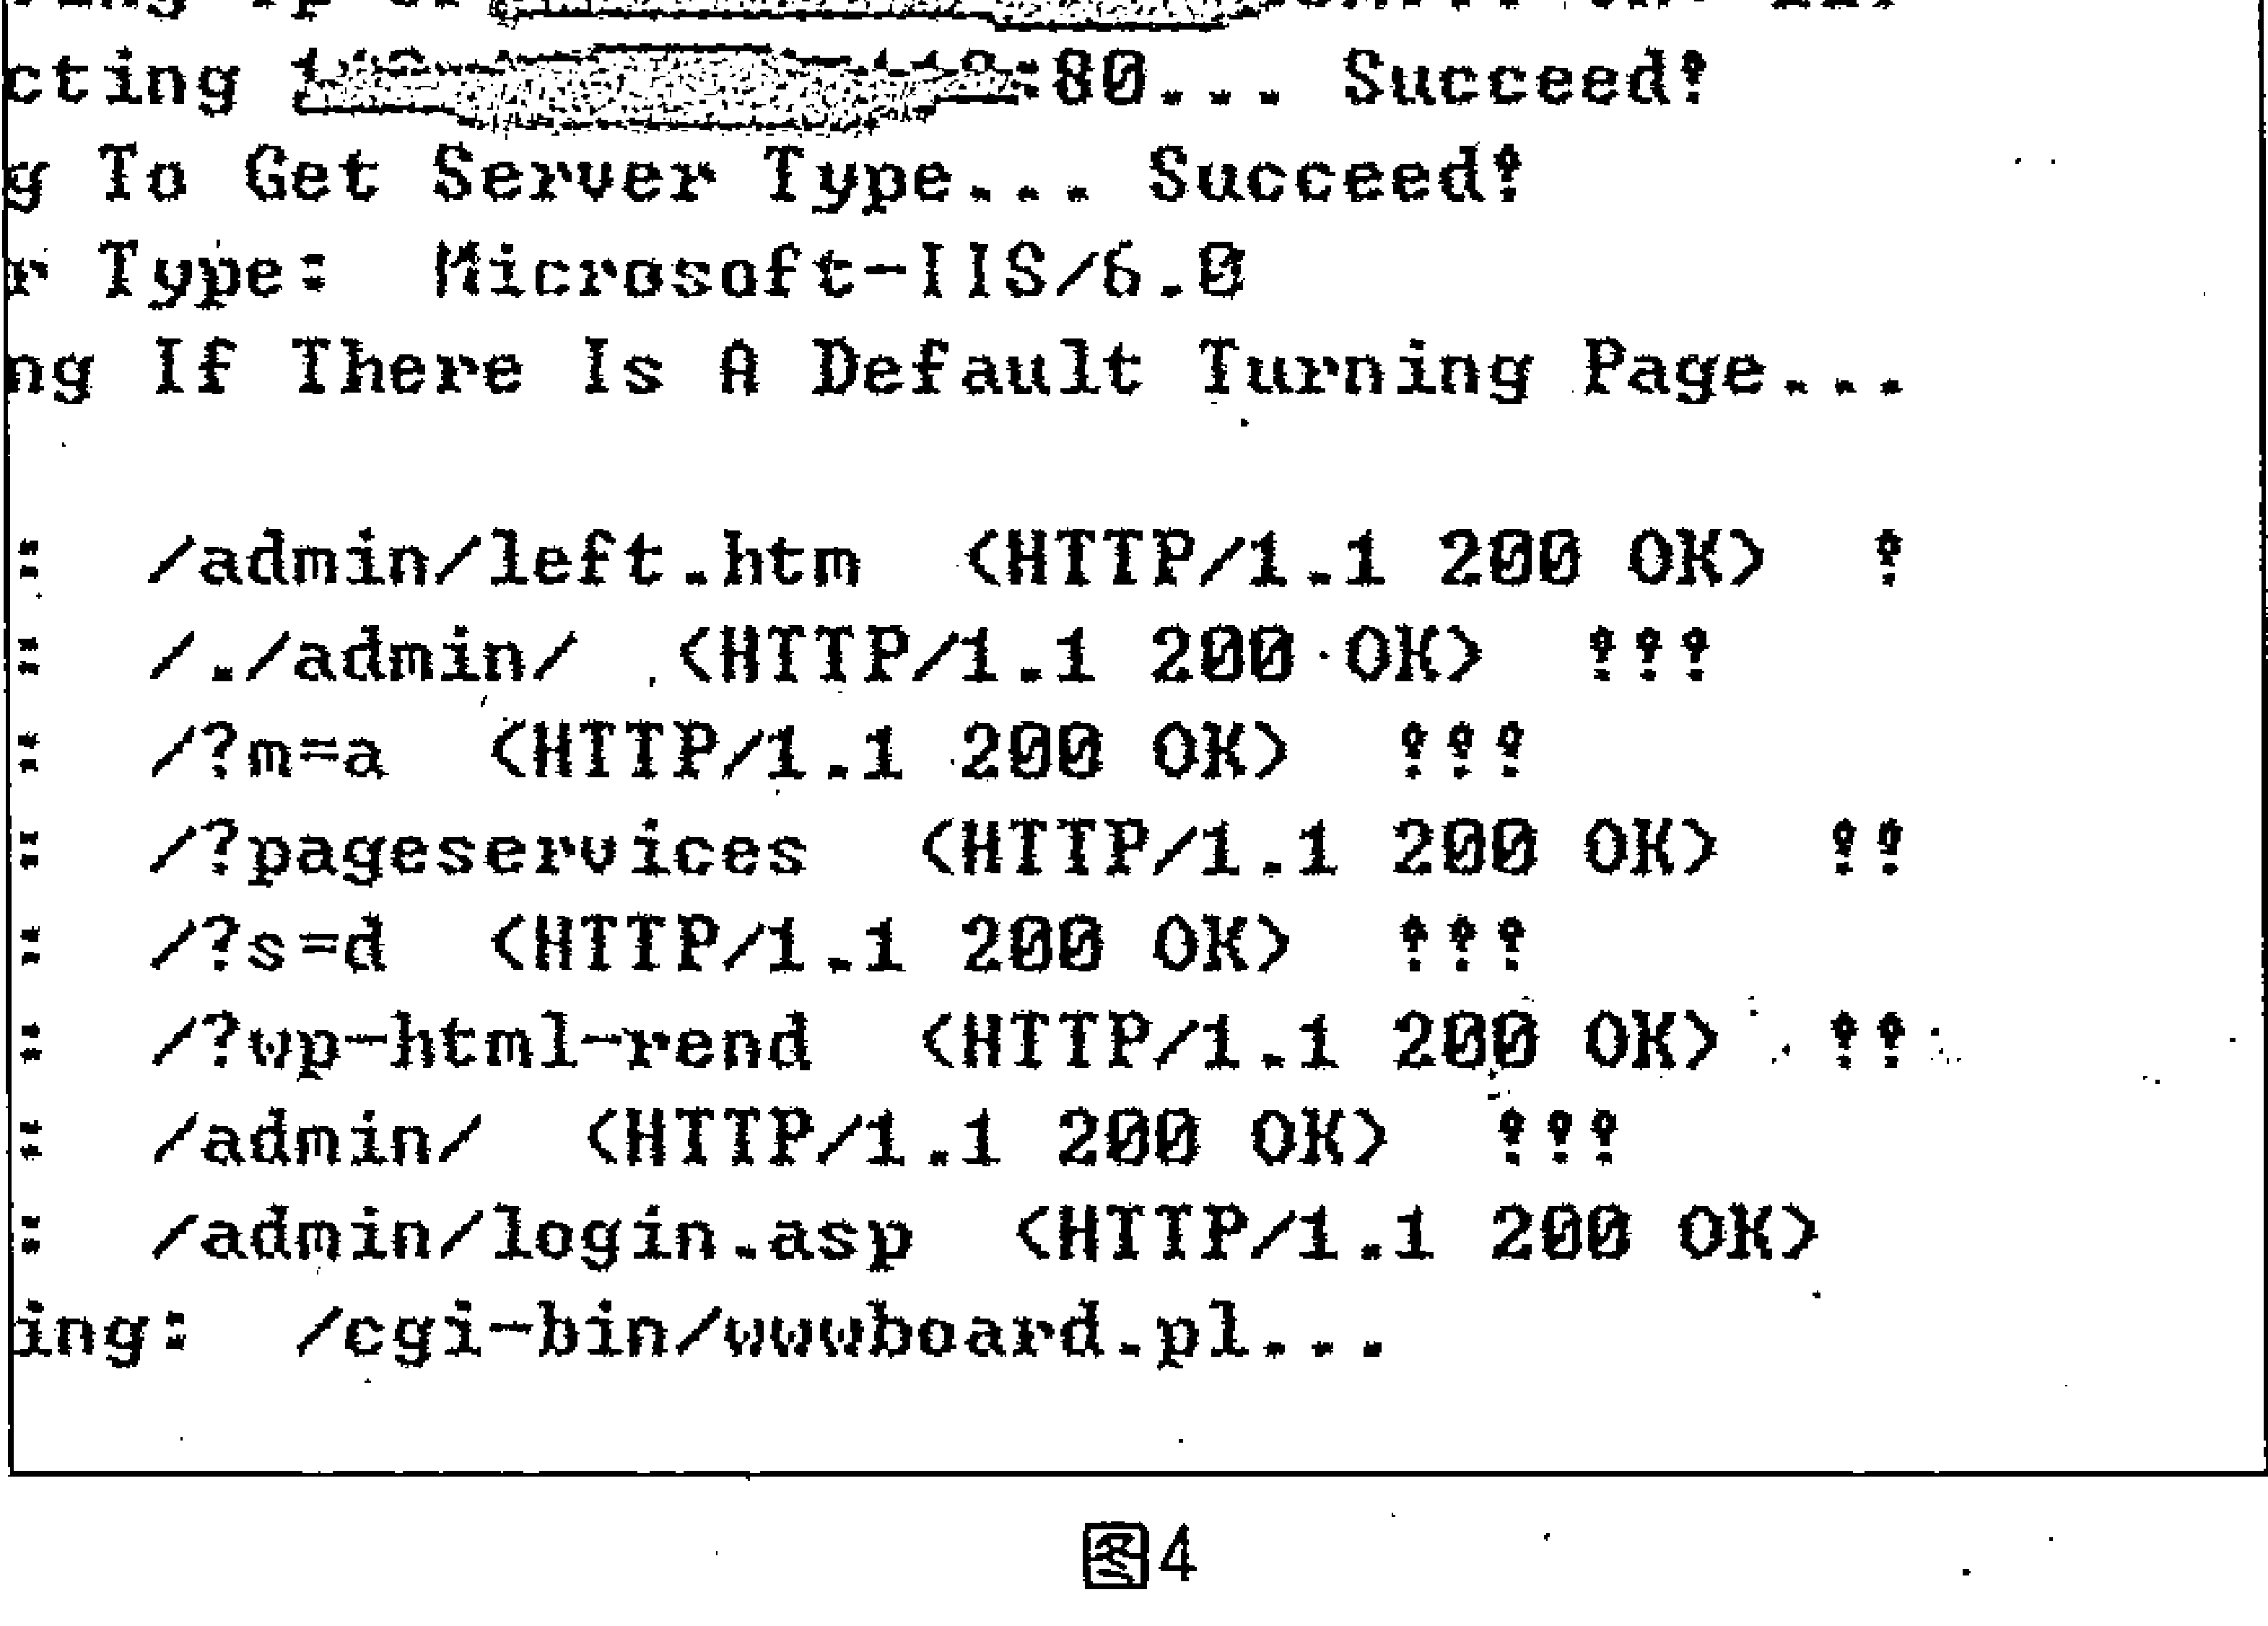 cting :80... Succeed!
g To Get Server Type... Succeed!
r Type: Microsoft-IIS/6.0
ng If There Is A Default Turning Page...
: /admin/left.htm (HTTP/1.1 200 OK) !
: /./admin/ (HTTP/1.1 200 OK) !!!
: /?m=a (HTTP/1.1 200 OK) !!!
: /?pageservices (HTTP/1.1 200 OK) !!
: /?s=d (HTTP/1.1 200 OK) !!!
: /?wp-html-rend (HTTP/1.1 200 OK) !!
: /admin/ (HTTP/1.1 200 OK) !!!
: /admin/login.asp (HTTP/1.1 200 OK)
ing: /cgi-bin/wwwboard.pl...
图4